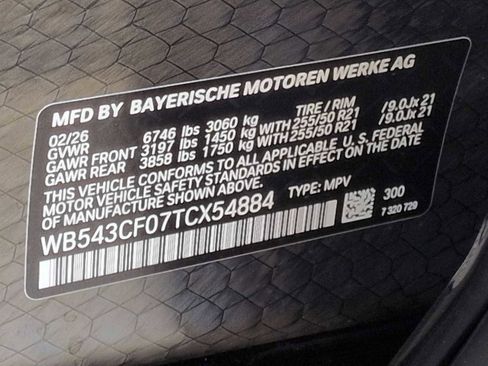 MFD BY BAYERISCHE MOTOREN WERKE AG
02/26 6746 lbs 3060 kg TIRE / RIM
GVWR
GAWR FRONT 3197 lbs 1450 kg WITH 255/50 R21 /9.0Jx21
GAWR REAR 3858 lbs 1750 kg WITH 255/50 R21 /9.0Jx21
THIS VEHICLE CONFORMS TO ALL APPLICABLE U.S. FEDERAL
MOTOR VEHICLE SAFETY STANDARDS IN EFFECT ON THE DATE
OF MANUFACTURE SHOWN ABOVE.
TYPE: MPV 300
WB543CF07TCX54884 7 320 729